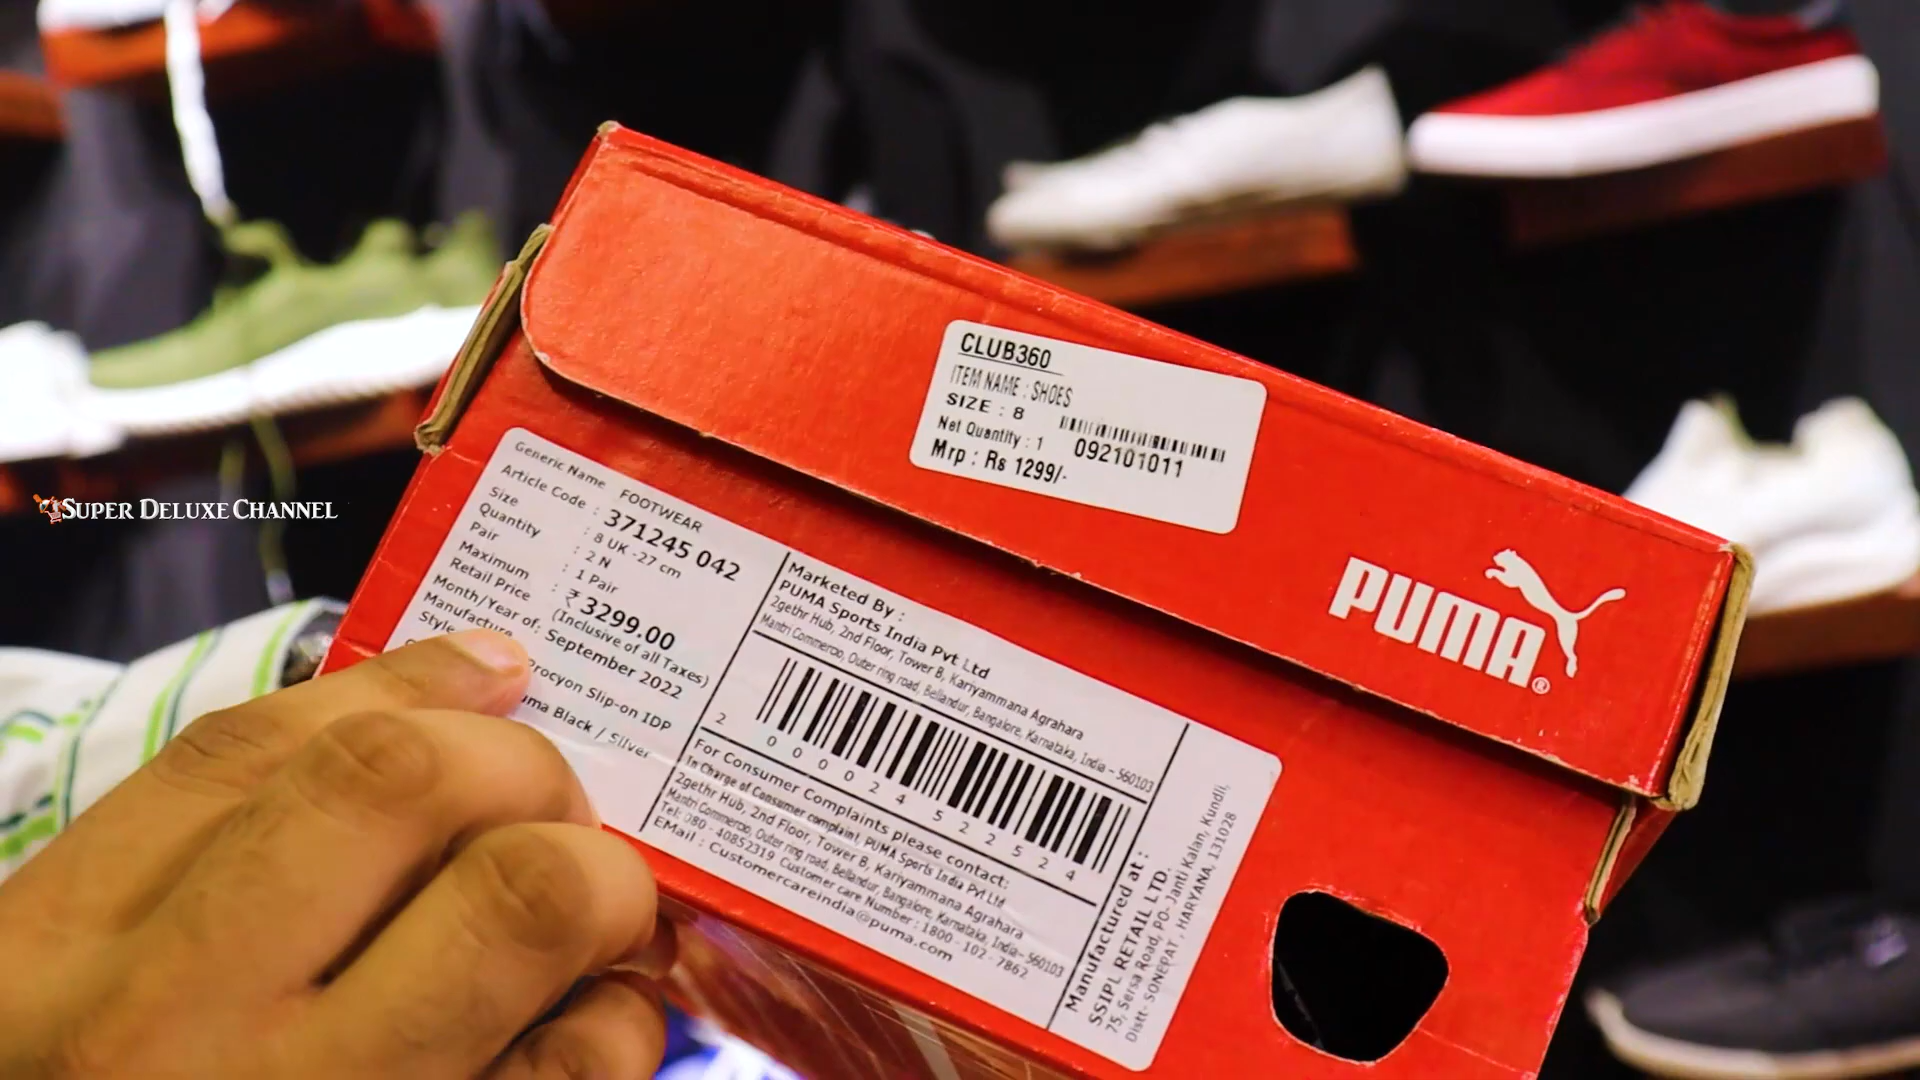 CLUB360
ITEM NAME : SHOES
SIZE : 8
Net Quantity : 1
Mrp : Rs 1299/-
092101011
PUMA®
Generic Name FOOTWEAR
Article Code : 371245 042
Size : 8 UK -27 cm
Quantity : 2 N
Pair : 1 Pair
Maximum
Retail Price : ₹ 3299.00
(Inclusive of all Taxes)
Month/Year of: September 2022
Manufacture
Style Procyon Slip-on IDP
uma Black / Silver
Marketed By :
PUMA Sports India Pvt Ltd
2gethr Hub, 2nd Floor, Tower B, Kariyammana Agrahara
Mantri Commercio, Outer ring road, Bellandur, Bangalore, Karnataka, India – 560103
2 000024 522524
For Consumer Complaints please contact:
In Charge of Consumer complaint, PUMA Sports India Pvt Ltd
2gethr Hub, 2nd Floor, Tower B, Kariyammana Agrahara
Mantri Commercio, Outer ring road, Bellandur, Bangalore, Karnataka, India– 560103
Tel: 080 - 40852319 Customer care Number : 1800 - 102 - 7862
EMail : Customercareindia@puma.com
Manufactured at :
SSIPL RETAIL LTD.
75, Sersa Road, PO- Janti Kalan, Kundli,
Distt- SONEPAT , HARYANA, 131028
SUPER DELUXE CHANNEL